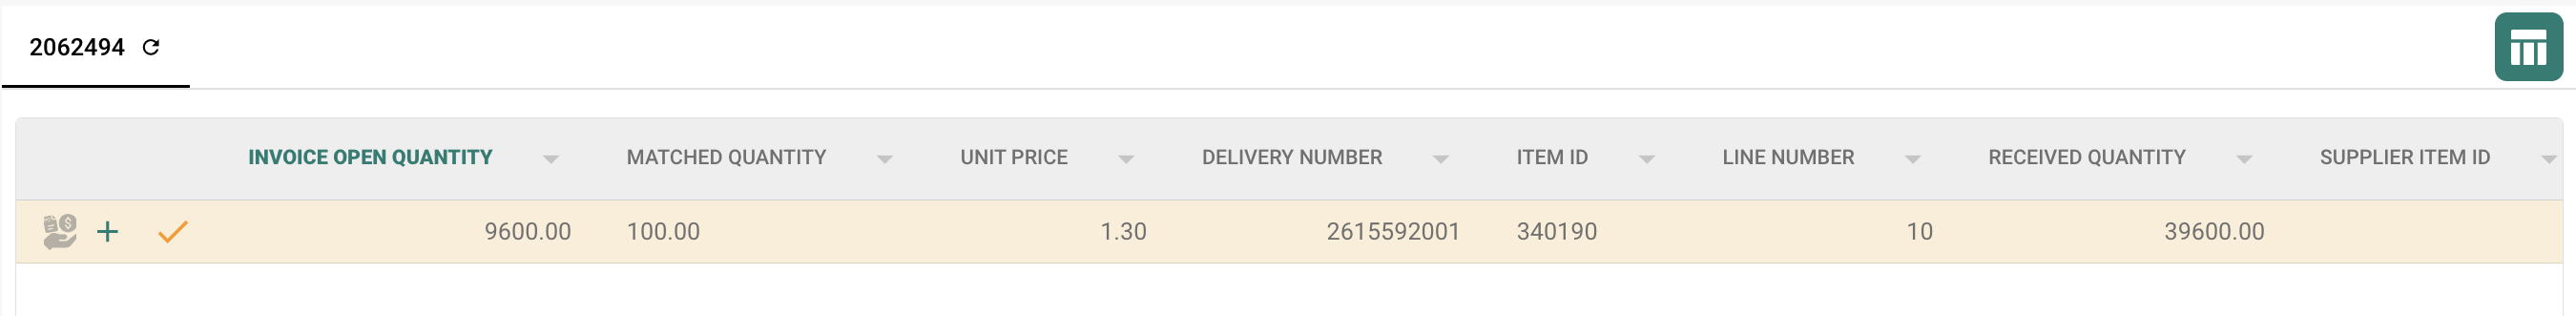 2062494
INVOICE OPEN QUANTITY MATCHED QUANTITY UNIT PRICE DELIVERY NUMBER ITEM ID LINE NUMBER RECEIVED QUANTITY SUPPLIER ITEM ID
9600.00 100.00 1.30 2615592001 340190 10 39600.00